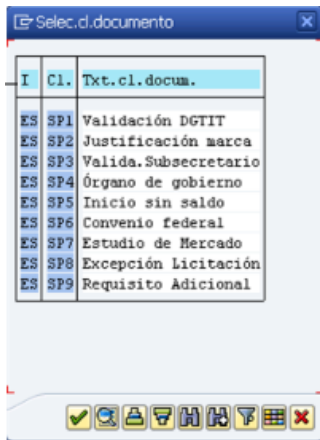 Selec.cl.documento
I Cl. Txt.cl.docum.
ES SP1 Validación DGTIT
ES SP2 Justificación marca
ES SP3 Valida.Subsecretario
ES SP4 Órgano de gobierno
ES SP5 Inicio sin saldo
ES SP6 Convenio federal
ES SP7 Estudio de Mercado
ES SP8 Excepción Licitación
ES SP9 Requisito Adicional